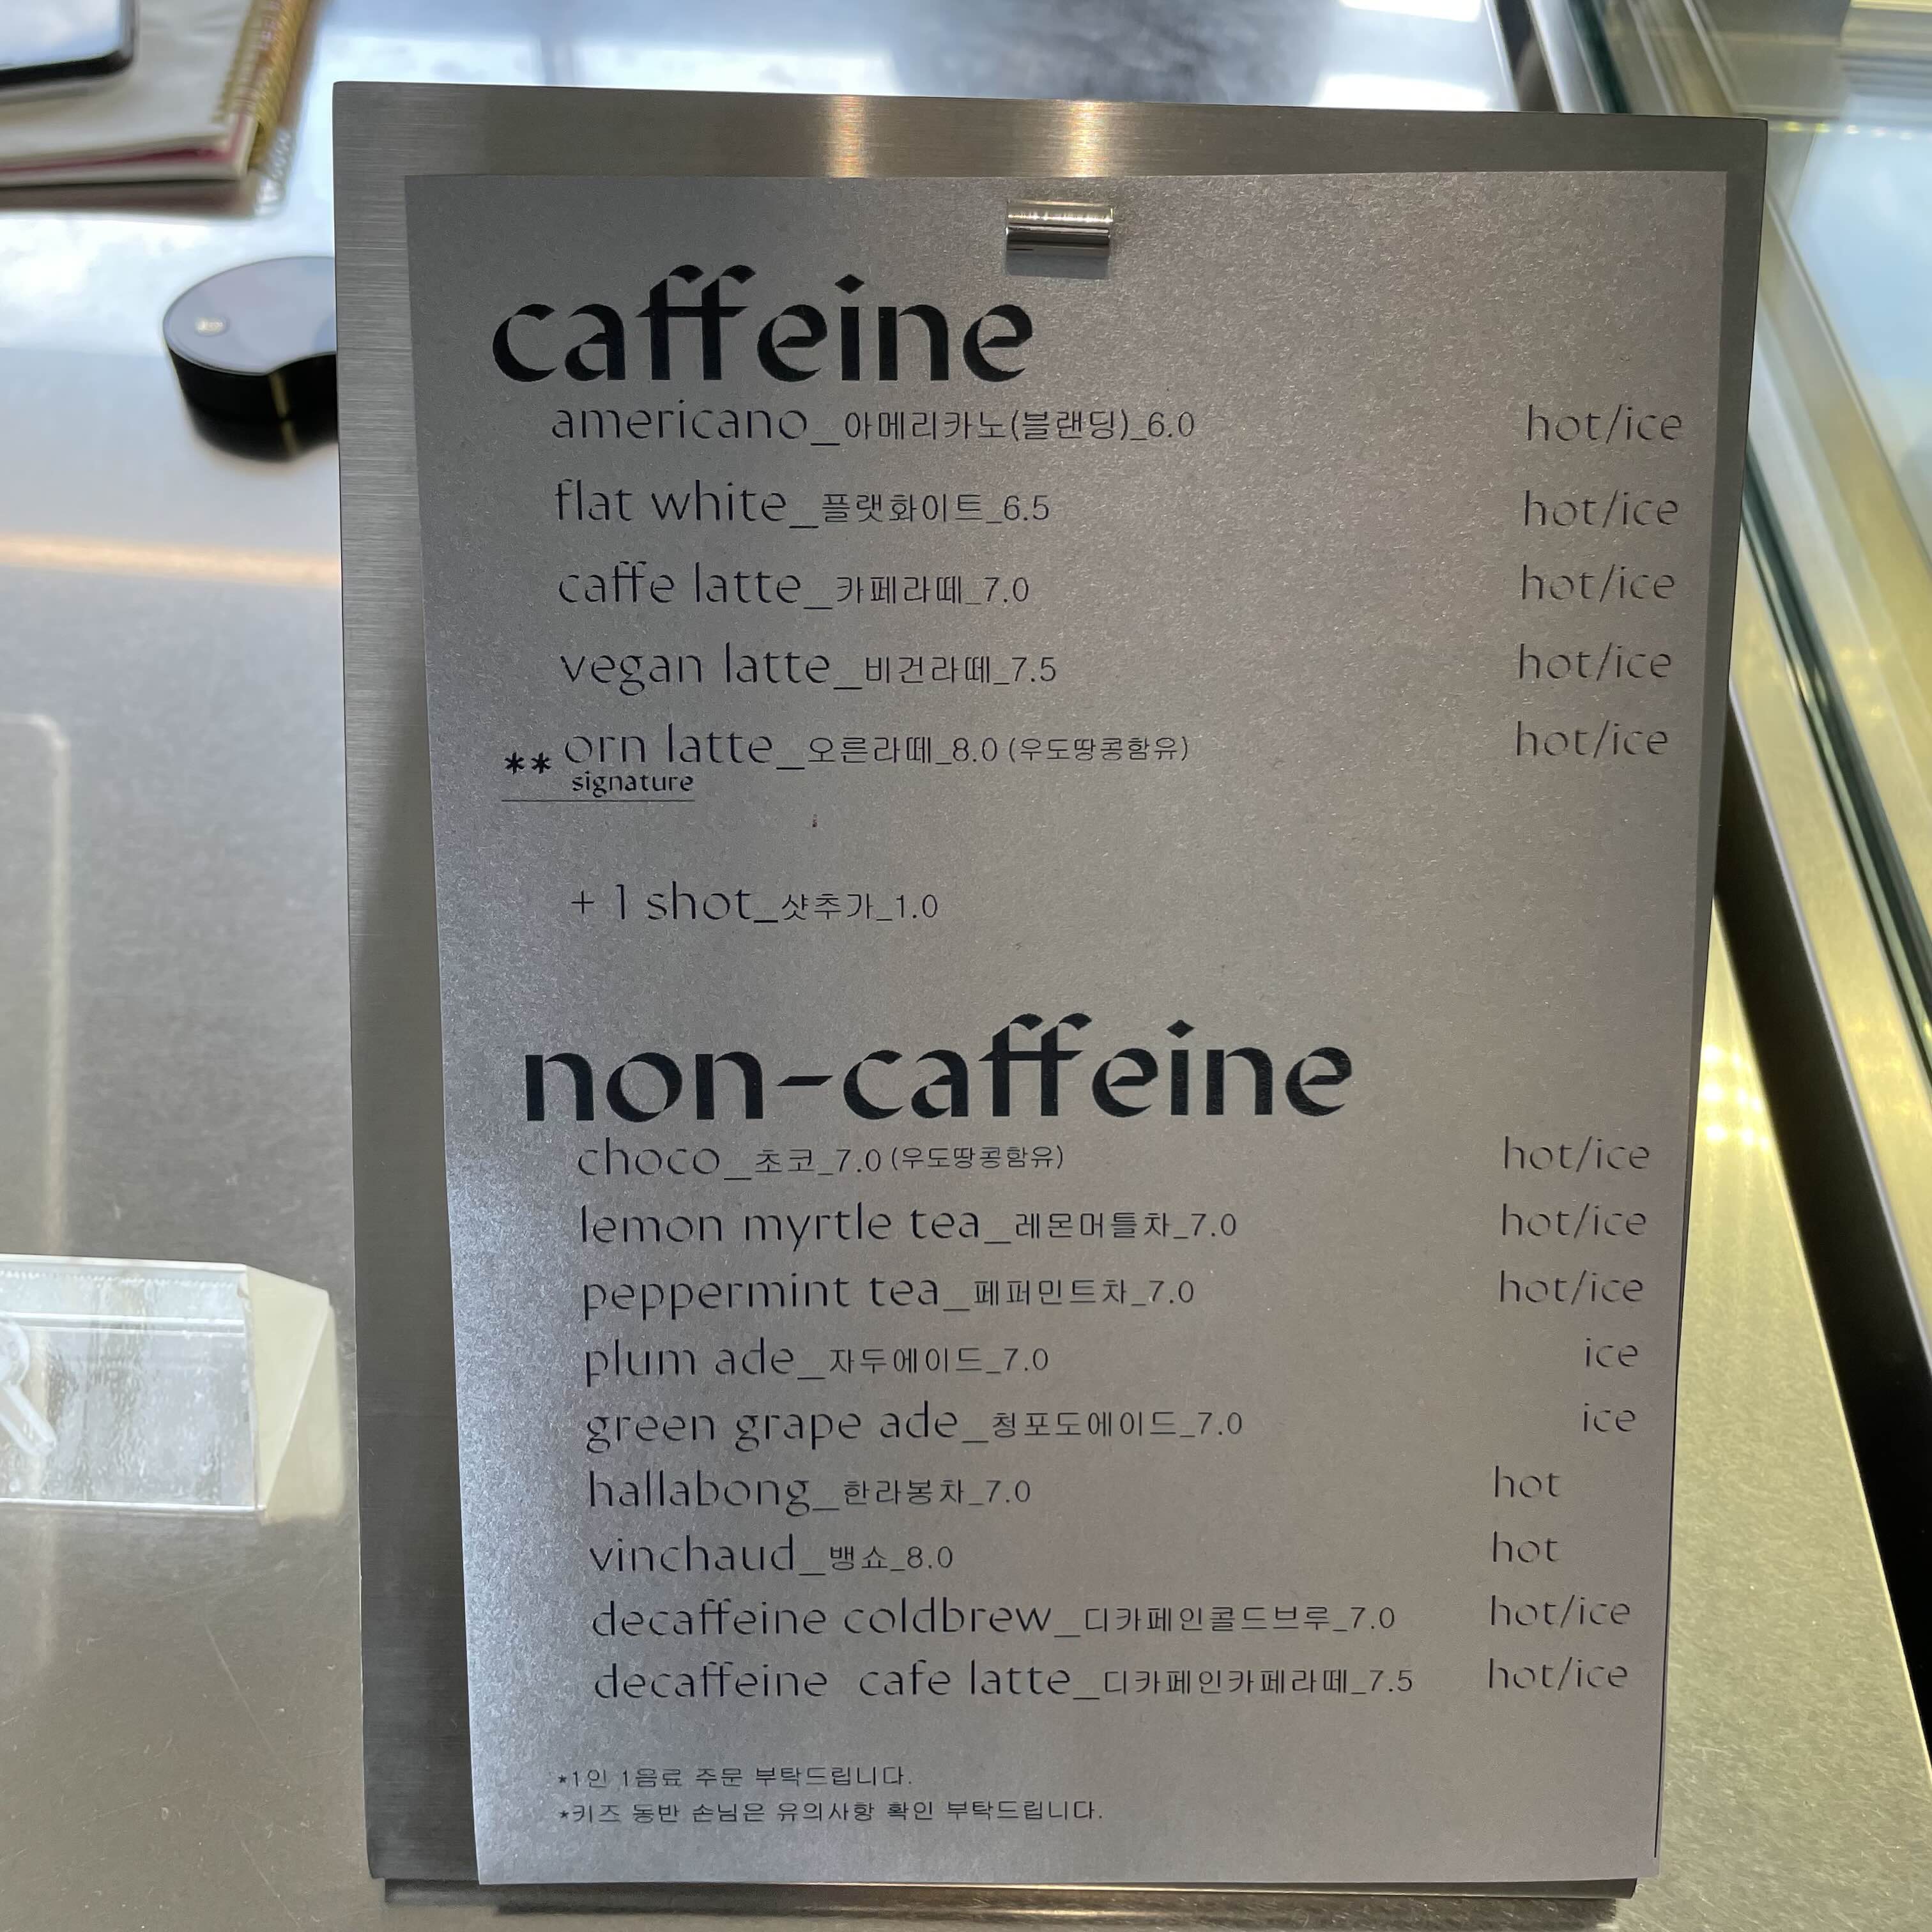 caffeine
americano_아메리카노(블랜딩)_6.0 hot/ice
flat white_플랫화이트_6.5 hot/ice
caffe latte_카페라떼_7.0 hot/ice
vegan latte_비건라떼_7.5 hot/ice
** orn latte_오른라떼_8.0 (우도땅콩함유) hot/ice
signature
+ 1 shot_샷추가_1.0
non-caffeine
choco_초코_7.0 (우도땅콩함유) hot/ice
lemon myrtle tea_레몬머틀차_7.0 hot/ice
peppermint tea_페퍼민트차_7.0 hot/ice
plum ade_자두에이드_7.0 ice
green grape ade_청포도에이드_7.0 ice
hallabong_한라봉차_7.0 hot
vinchaud_뱅쇼_8.0 hot
decaffeine coldbrew_디카페인콜드브루_7.0 hot/ice
decaffeine cafe latte_디카페인카페라떼_7.5 hot/ice
*1인 1음료 주문 부탁드립니다.
*키즈 동반 손님은 유의사항 확인 부탁드립니다.